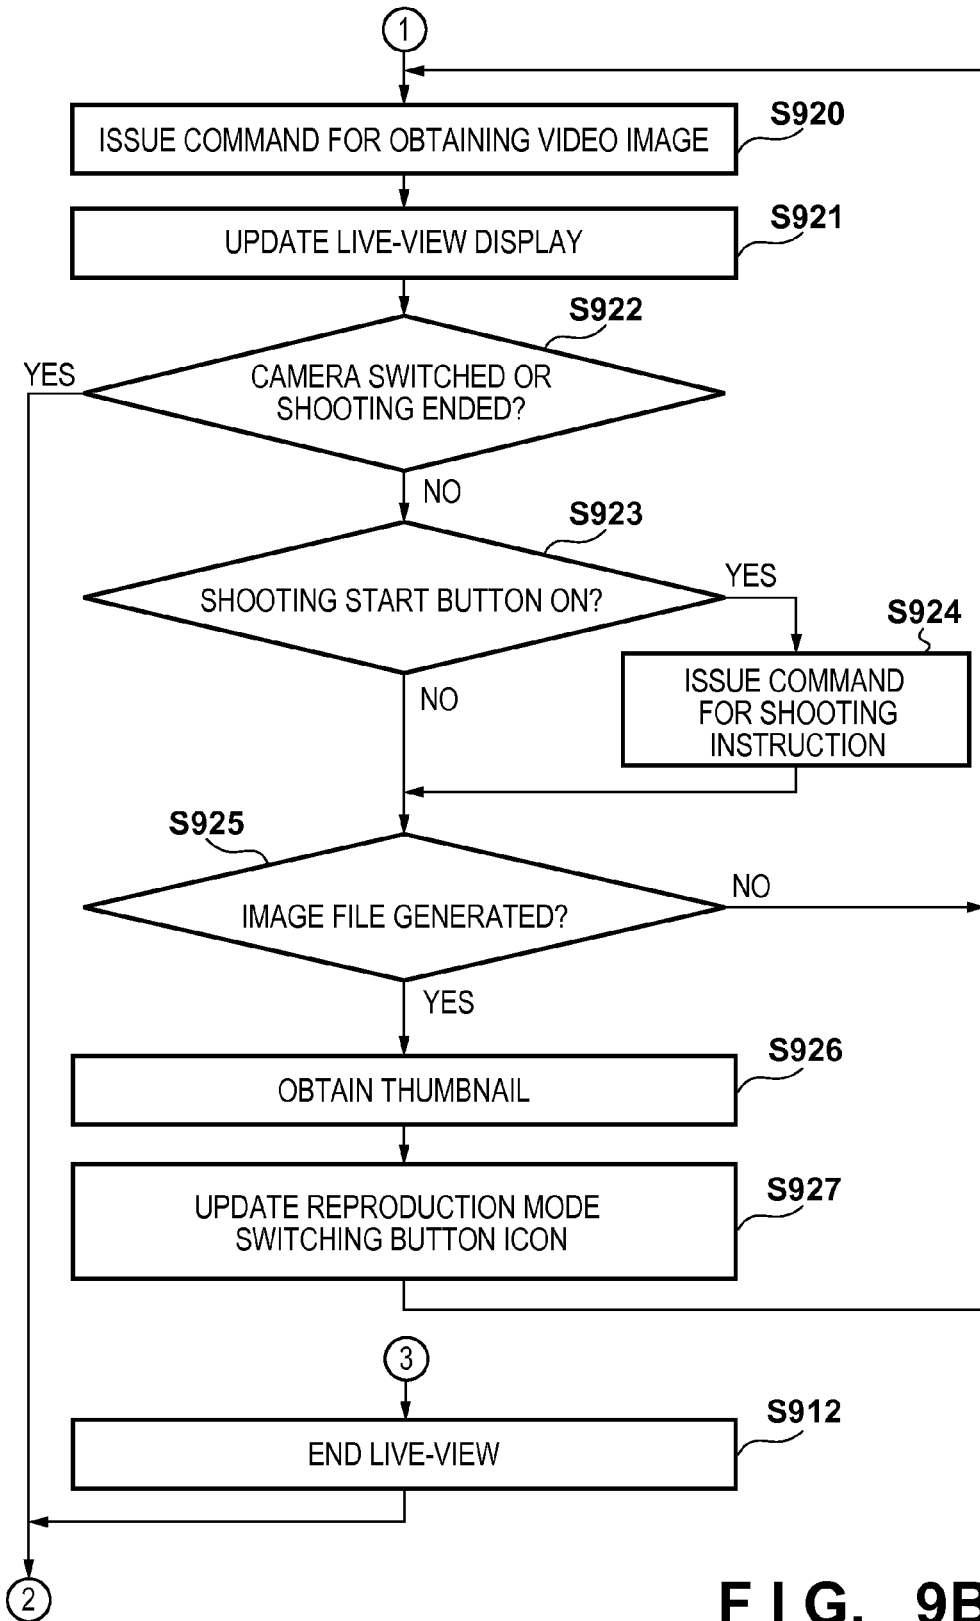 1
S920
ISSUE COMMAND FOR OBTAINING VIDEO IMAGE
S921
UPDATE LIVE-VIEW DISPLAY
S922
YES
CAMERA SWITCHED OR
SHOOTING ENDED?
NO
S923
YES
SHOOTING START BUTTON ON?
S924
ISSUE COMMAND
FOR SHOOTING
INSTRUCTION
NO
S925
NO
IMAGE FILE GENERATED?
YES
S926
OBTAIN THUMBNAIL
S927
UPDATE REPRODUCTION MODE
SWITCHING BUTTON ICON
3
S912
END LIVE-VIEW
2
FIG. 9B